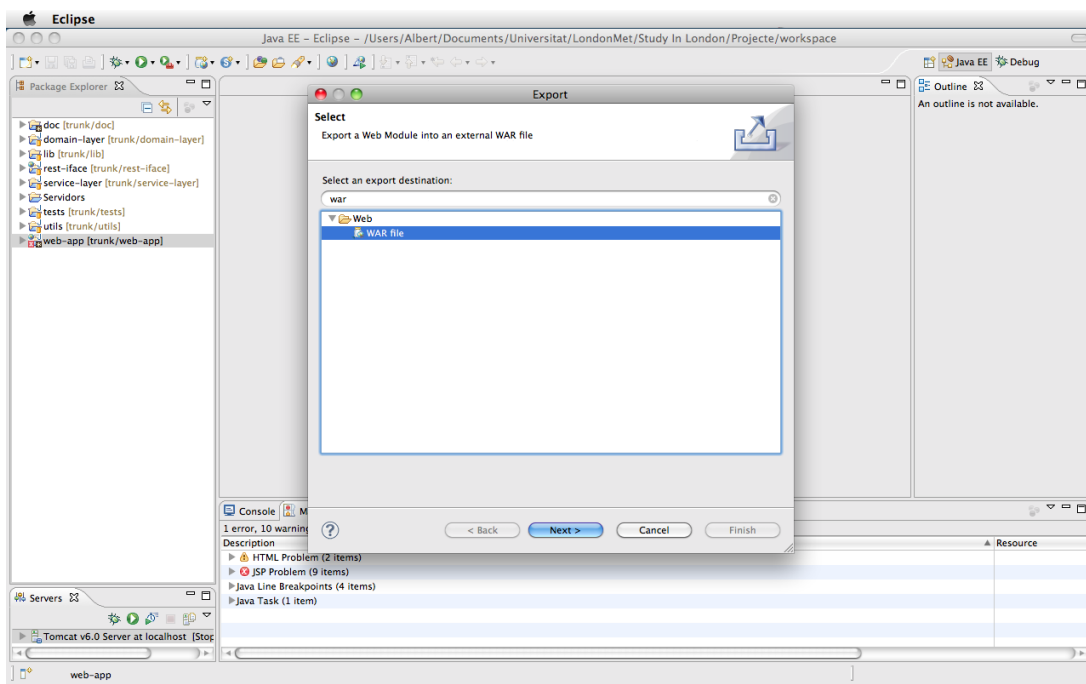 Eclipse
Java EE – Eclipse – /Users/Albert/Documents/Universitat/LondonMet/Study In London/Projecte/workspace
Java EE
Debug
Package Explorer
doc [trunk/doc]
domain-layer [trunk/domain-layer]
lib [trunk/lib]
rest-iface [trunk/rest-iface]
service-layer [trunk/service-layer]
Servidors
tests [trunk/tests]
utils [trunk/utils]
web-app [trunk/web-app]
Export
Select
Export a Web Module into an external WAR file
Select an export destination:
war
Web
WAR file
< Back
Next >
Cancel
Finish
Outline
An outline is not available.
Console
M
1 error, 10 warning
Description
Resource
HTML Problem (2 items)
JSP Problem (9 items)
Java Line Breakpoints (4 items)
Java Task (1 item)
Servers
Tomcat v6.0 Server at localhost [Stop
web-app